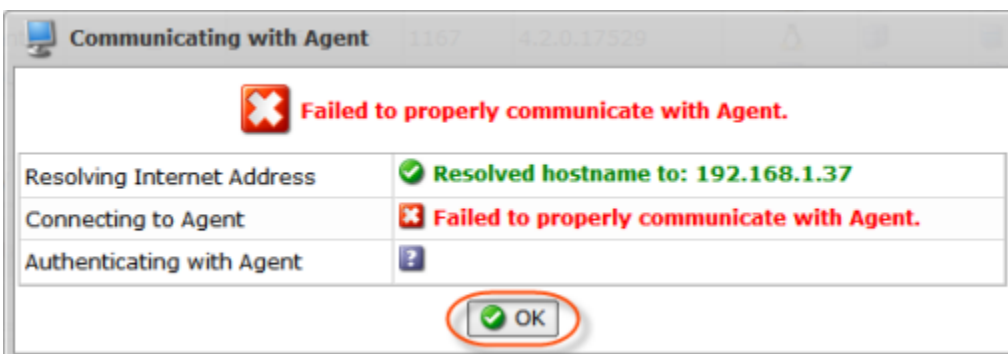 Communicating with Agent 1167 4.2.0.17529
Failed to properly communicate with Agent.
Resolving Internet Address Resolved hostname to: 192.168.1.37
Connecting to Agent Failed to properly communicate with Agent.
Authenticating with Agent ?
OK